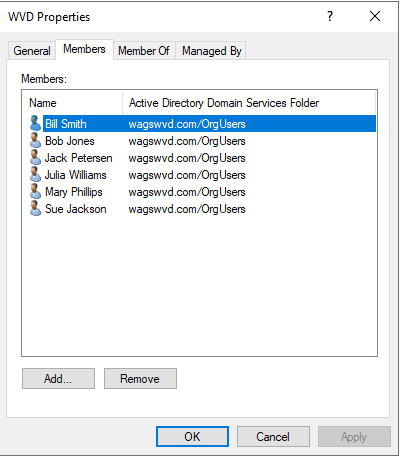 WVD Properties
?
General Members Member Of Managed By
Members:
Name Active Directory Domain Services Folder
Bill Smith wagswvd.com/OrgUsers
Bob Jones wagswvd.com/OrgUsers
Jack Petersen wagswvd.com/OrgUsers
Julia Williams wagswvd.com/OrgUsers
Mary Phillips wagswvd.com/OrgUsers
Sue Jackson wagswvd.com/OrgUsers
Add... Remove
OK Cancel Apply